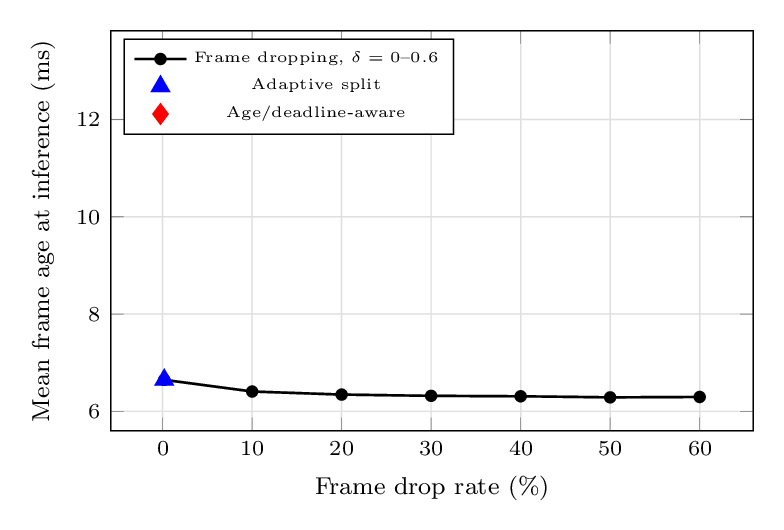 Frame dropping, δ = 0–0.6
Adaptive split
Age/deadline-aware
Mean frame age at inference (ms)
12
10
8
6
0 10 20 30 40 50 60
Frame drop rate (%)